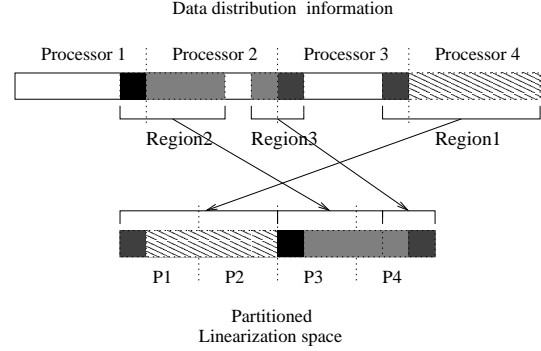 Data distribution information
Processor 1 Processor 2 Processor 3 Processor 4
Region2 Region3 Region1
P1 P2 P3 P4
Partitioned
Linearization space